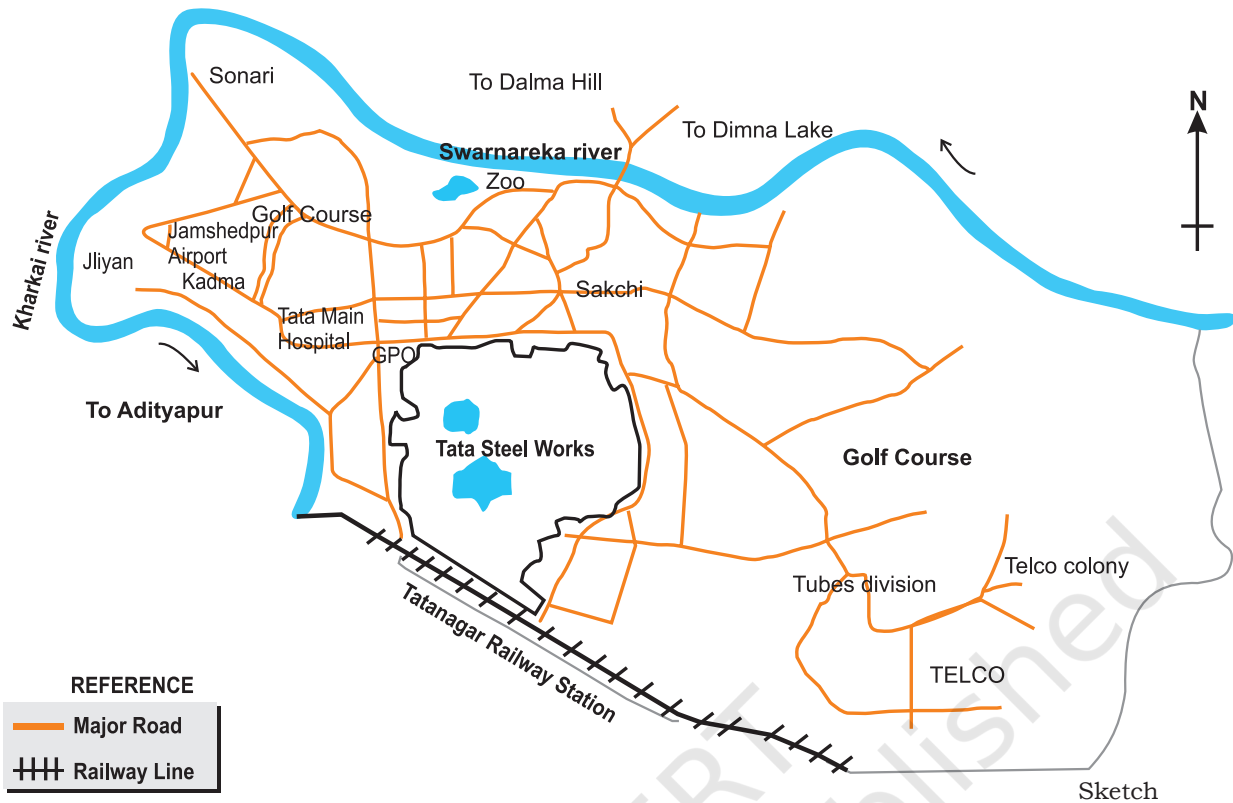 Sonari
To Dalma Hill
N
To Dimna Lake
Swarnareka river
Zoo
Golf Course
Jamshedpur
Airport
Kadma
Jliyan
Kharkai river
Sakchi
Tata Main
Hospital
GPO
To Adityapur
Tata Steel Works
Golf Course
Telco colony
Tubes division
TELCO
Tatanagar Railway Station
REFERENCE
Major Road
Railway Line
Sketch